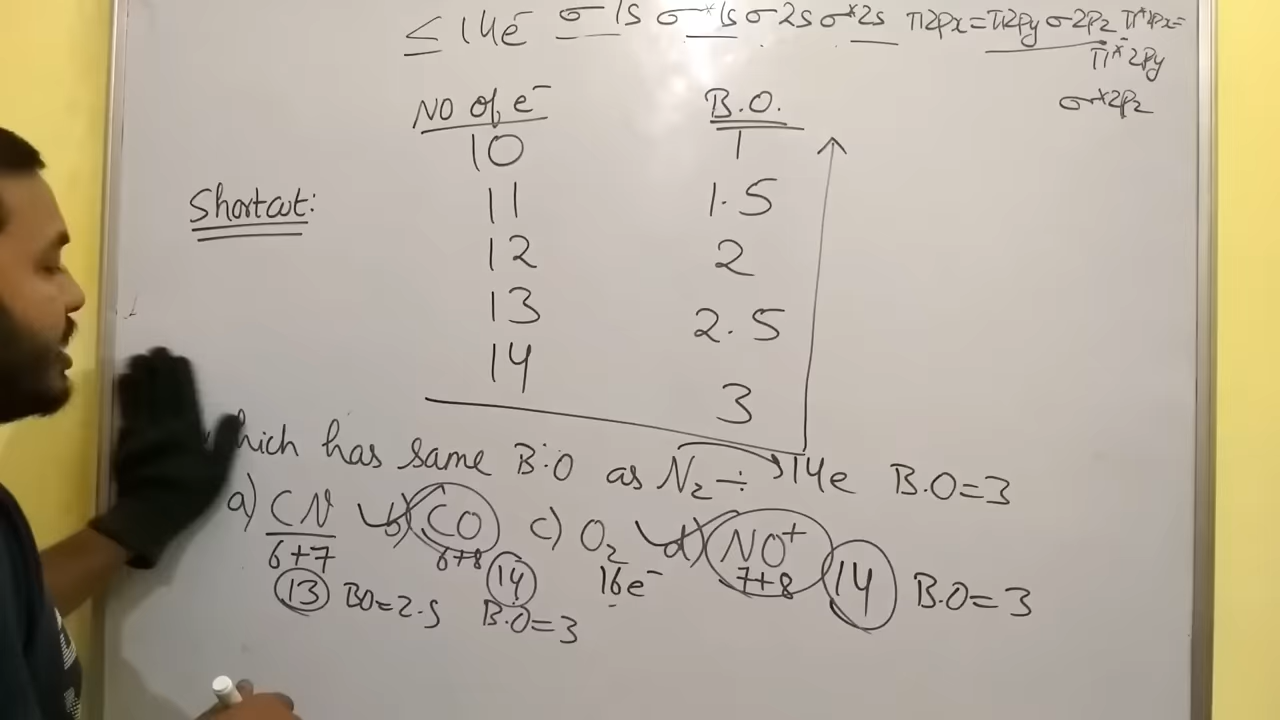 ≤ 14e⁻ σ1s σ*1s σ2s σ*2s π2px=π2py σ2pz π*2px=
π*2py
σ*2pz
NO of e⁻ B.O.
10 1
11 1.5
Shortcut:
12 2
13 2.5
14 3
which has same B.O as N₂ ÷ 14e B.O=3
a) CN b) CO c) O₂ d) NO⁺
6+7 6+8 16e⁻ 7+8 14 B.O=3
13 BO=2.5 14
B.O=3